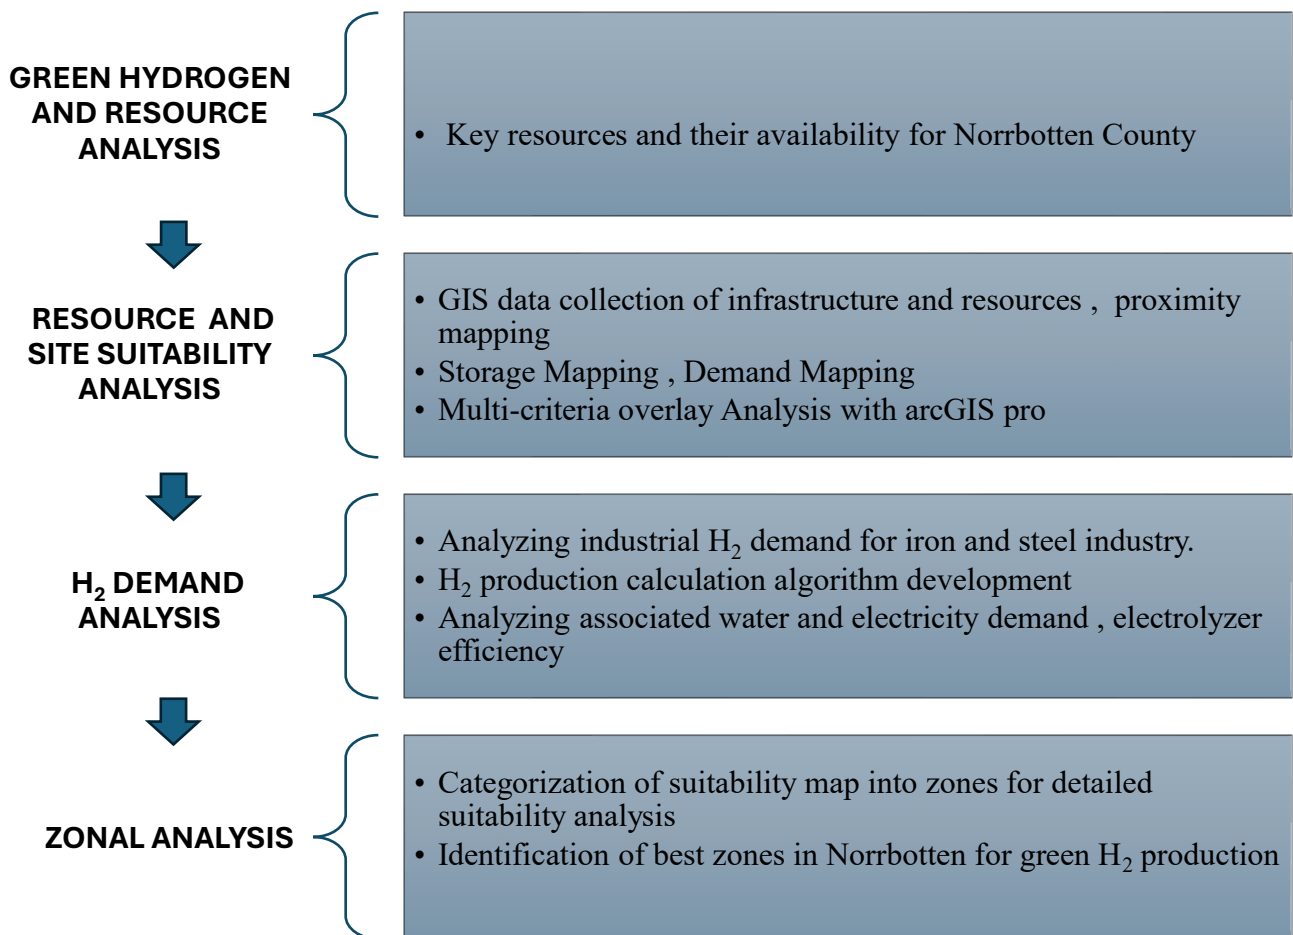 GREEN HYDROGEN
AND RESOURCE
ANALYSIS
• Key resources and their availability for Norrbotten County
RESOURCE AND
SITE SUITABILITY
ANALYSIS
• GIS data collection of infrastructure and resources , proximity
mapping
• Storage Mapping , Demand Mapping
• Multi-criteria overlay Analysis with arcGIS pro
H₂ DEMAND
ANALYSIS
• Analyzing industrial H₂ demand for iron and steel industry.
• H₂ production calculation algorithm development
• Analyzing associated water and electricity demand , electrolyzer
efficiency
ZONAL ANALYSIS
• Categorization of suitability map into zones for detailed
suitability analysis
• Identification of best zones in Norrbotten for green H₂ production